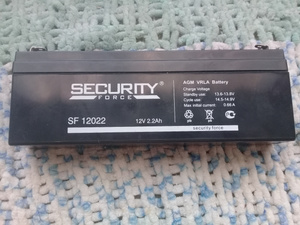 SECURITY
FORCE
SF 12022
12V 2.2Ah
AGM VRLA Battery
Charge Voltage
Standby use: 13.6-13.8V
Cycle use: 14.5-14.9V
Max initial current: 0.66 A
security force